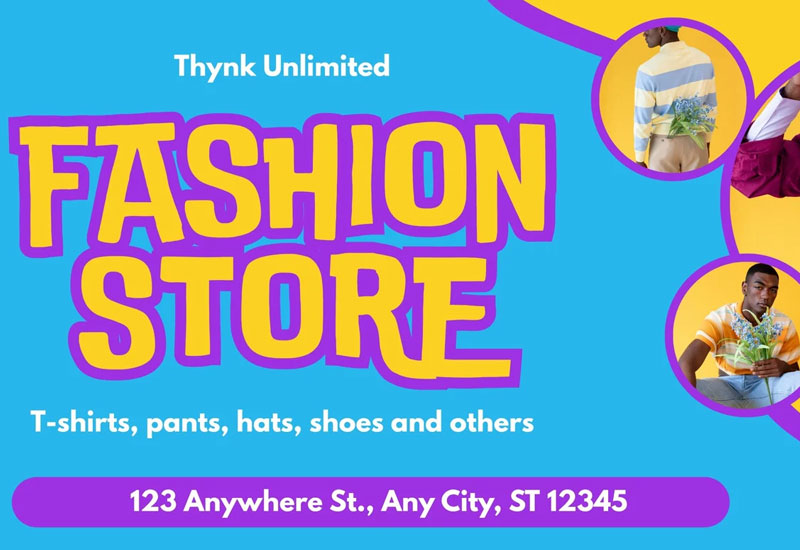 Thynk Unlimited
FASHION
STORE
T-shirts, pants, hats, shoes and others
123 Anywhere St., Any City, ST 12345